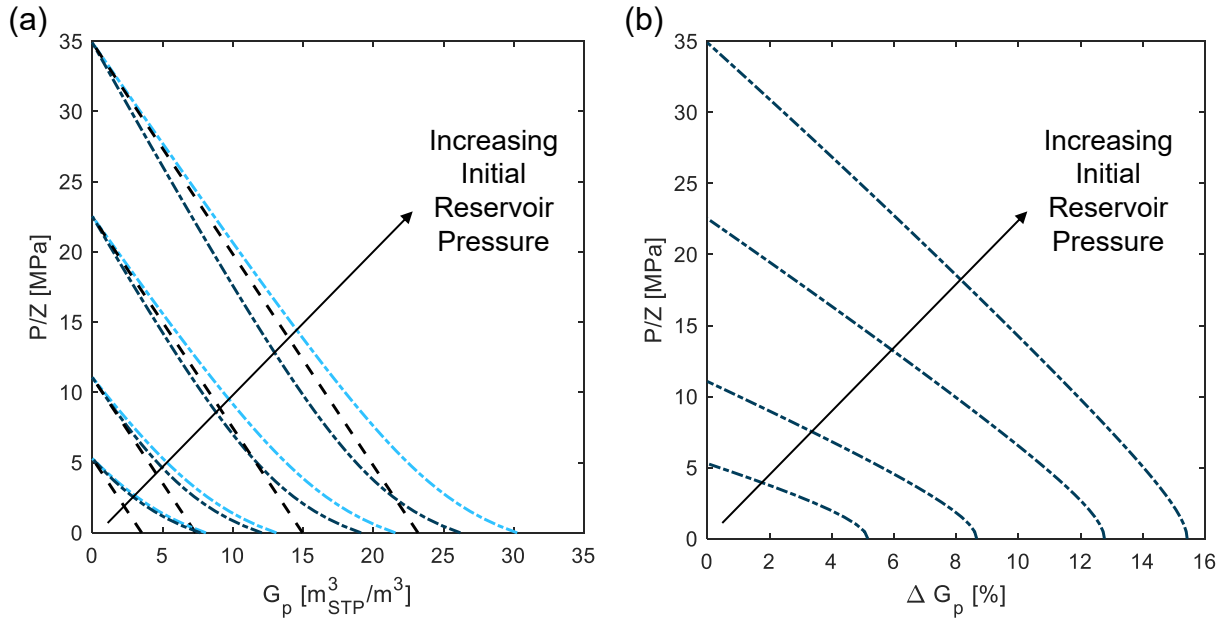 (a)
35
30
25
20
15
10
5
0
P/Z [MPa]
Increasing
Initial
Reservoir
Pressure
0 5 10 15 20 25 30 35
G_p [m^3_STP/m^3]
(b)
35
30
25
20
15
10
5
0
P/Z [MPa]
Increasing
Initial
Reservoir
Pressure
0 2 4 6 8 10 12 14 16
Δ G_p [%]